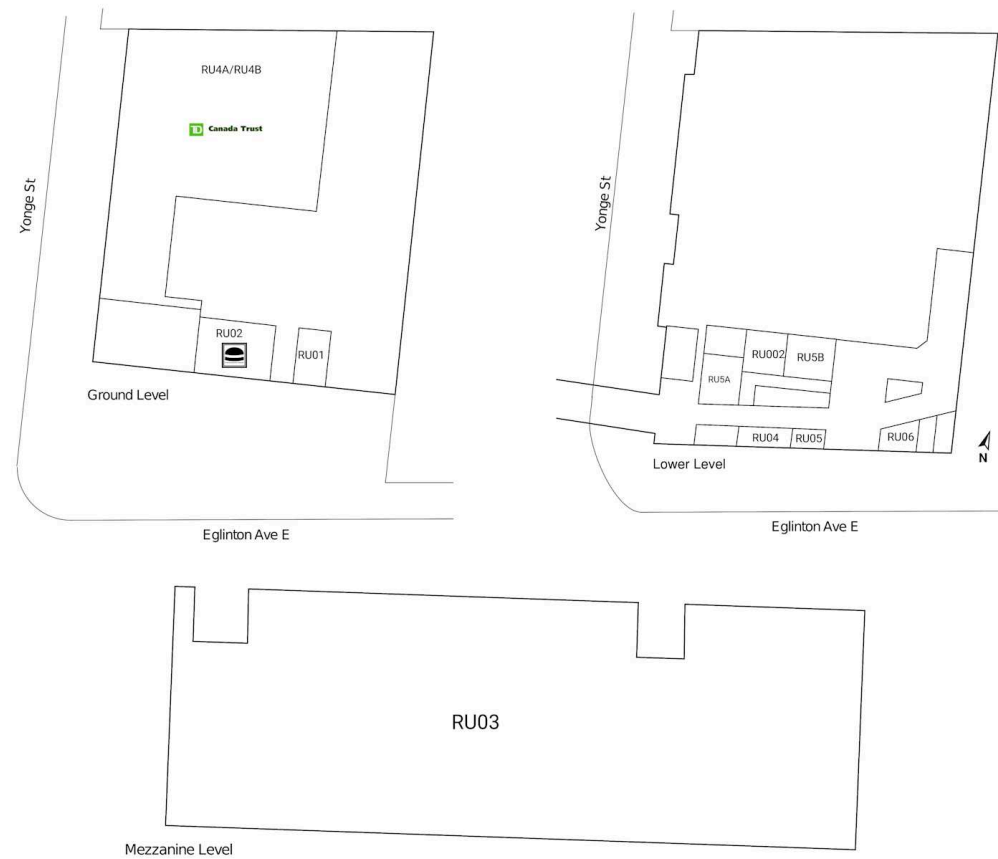 RU4A/RU4B
TD Canada Trust
Yonge St
RU02
RU01
Ground Level
Eglinton Ave E
Yonge St
RU002
RU5B
RU5A
RU04
RU05
RU06
N
Lower Level
Eglinton Ave E
RU03
Mezzanine Level